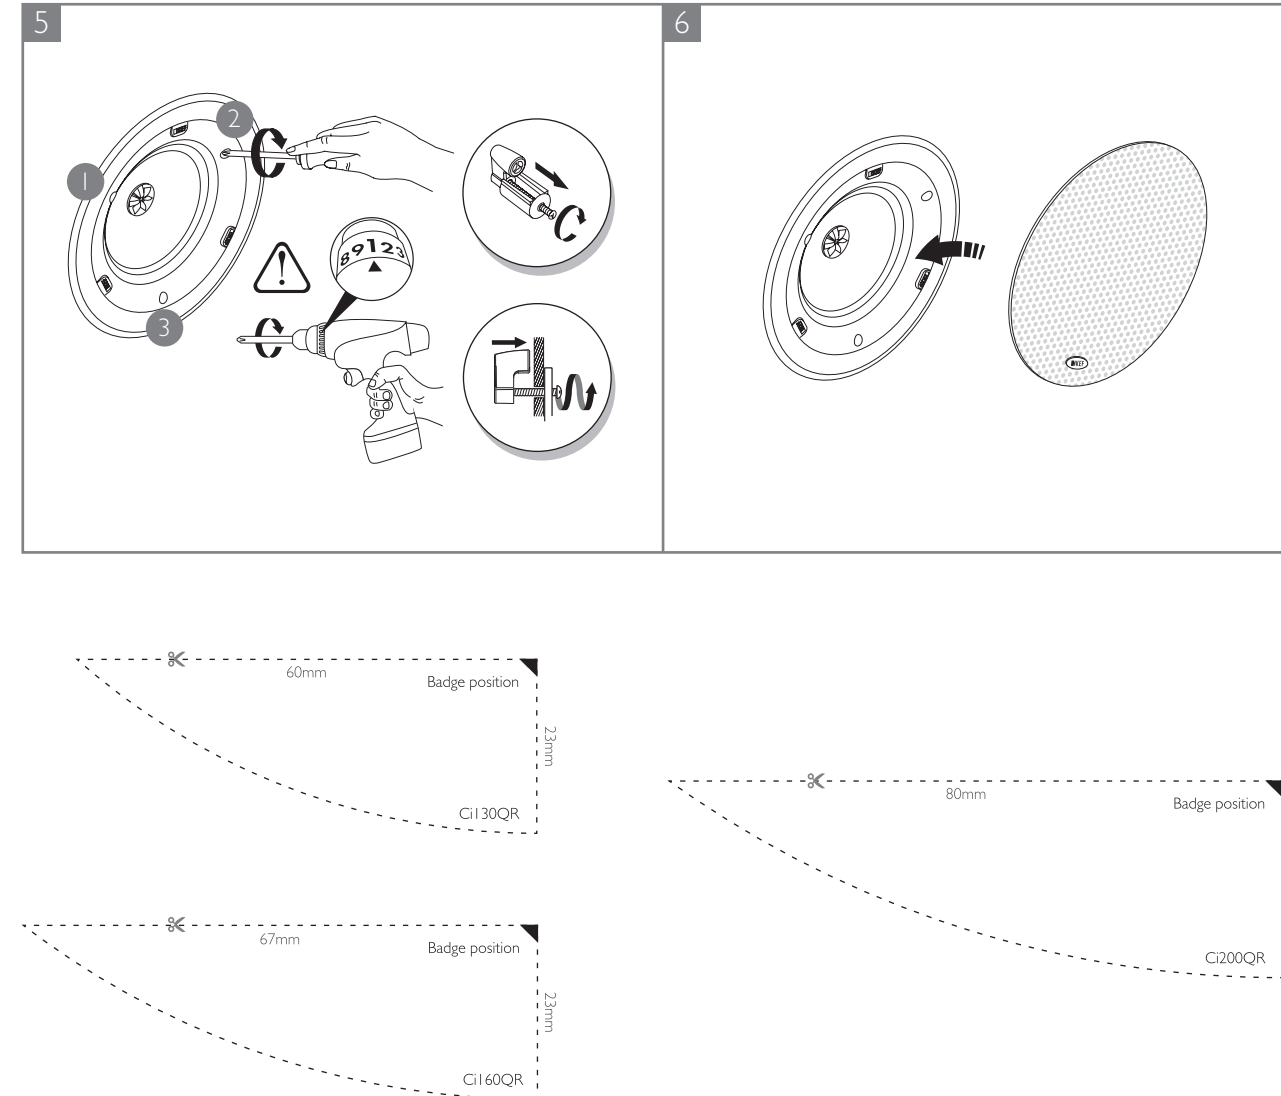 5
6
1
2
3
89123
KEF
60mm
Badge position
23mm
Ci130QR
80mm
Badge position
Ci200QR
67mm
Badge position
23mm
Ci160QR